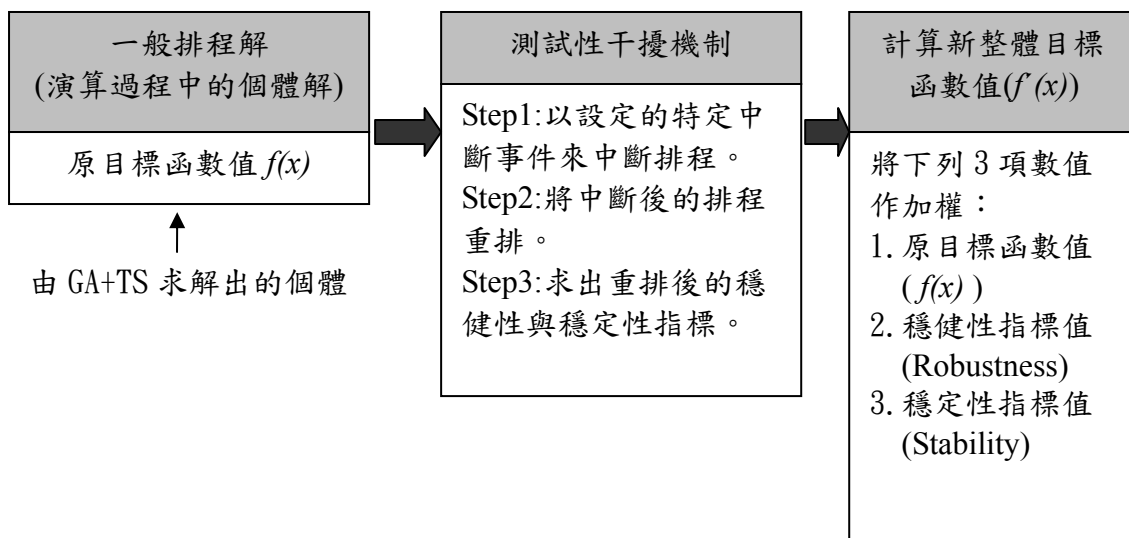 一般排程解
(演算過程中的個體解)
原目標函數值 f(x)
由 GA+TS 求解出的個體
測試性干擾機制
Step1:以設定的特定中
斷事件來中斷排程。
Step2:將中斷後的排程
重排。
Step3:求出重排後的穩
健性與穩定性指標。
計算新整體目標
函數值(f′(x))
將下列 3 項數值
作加權：
1. 原目標函數值
( f(x) )
2. 穩健性指標值
(Robustness)
3. 穩定性指標值
(Stability)